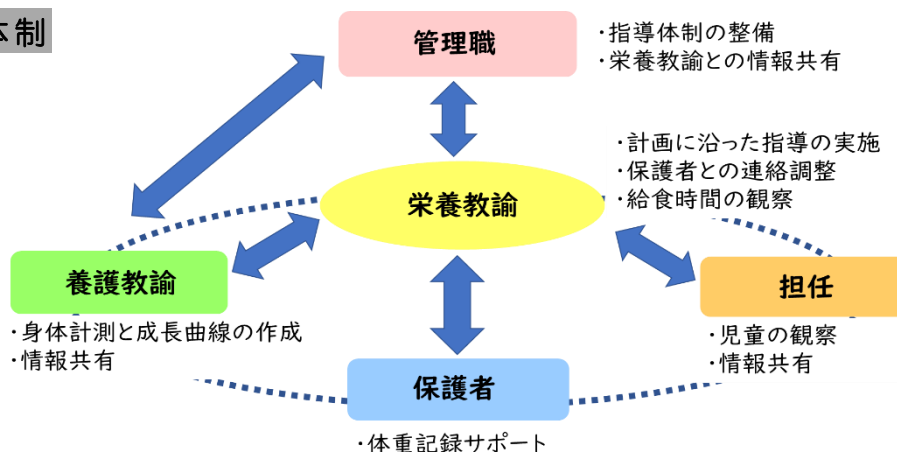 体制
管理職
・指導体制の整備
・栄養教諭との情報共有
栄養教諭
・計画に沿った指導の実施
・保護者との連絡調整
・給食時間の観察
養護教諭
・身体計測と成長曲線の作成
・情報共有
担任
・児童の観察
・情報共有
保護者
・体重記録サポート